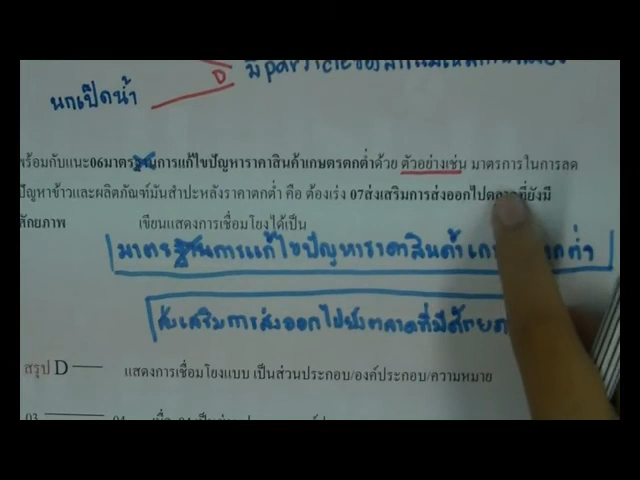 D มี particle
นกเป็ดน้ำ
พร้อมกับแนะ06มาตรฐานการแก้ไขปัญหาราคาสินค้าเกษตรตกต่ำด้วย ตัวอย่างเช่น มาตรการในการลด
ปัญหาข้าวและผลิตภัณฑ์มันสำปะหลังราคาตกต่ำ คือ ต้องเร่ง 07ส่งเสริมการส่งออกไปตลาดที่ยังมี
ศักยภาพ เขียนแสดงการเชื่อมโยงได้เป็น
มาตรฐานการแก้ไขปัญหาราคาสินค้า ต่ำ
ส่งเสริมการส่งออกไปยังตลาดที่มีศักยภ
สรุป D แสดงการเชื่อมโยงแบบ เป็นส่วนประกอบ/องค์ประกอบ/ความหมาย
03 04